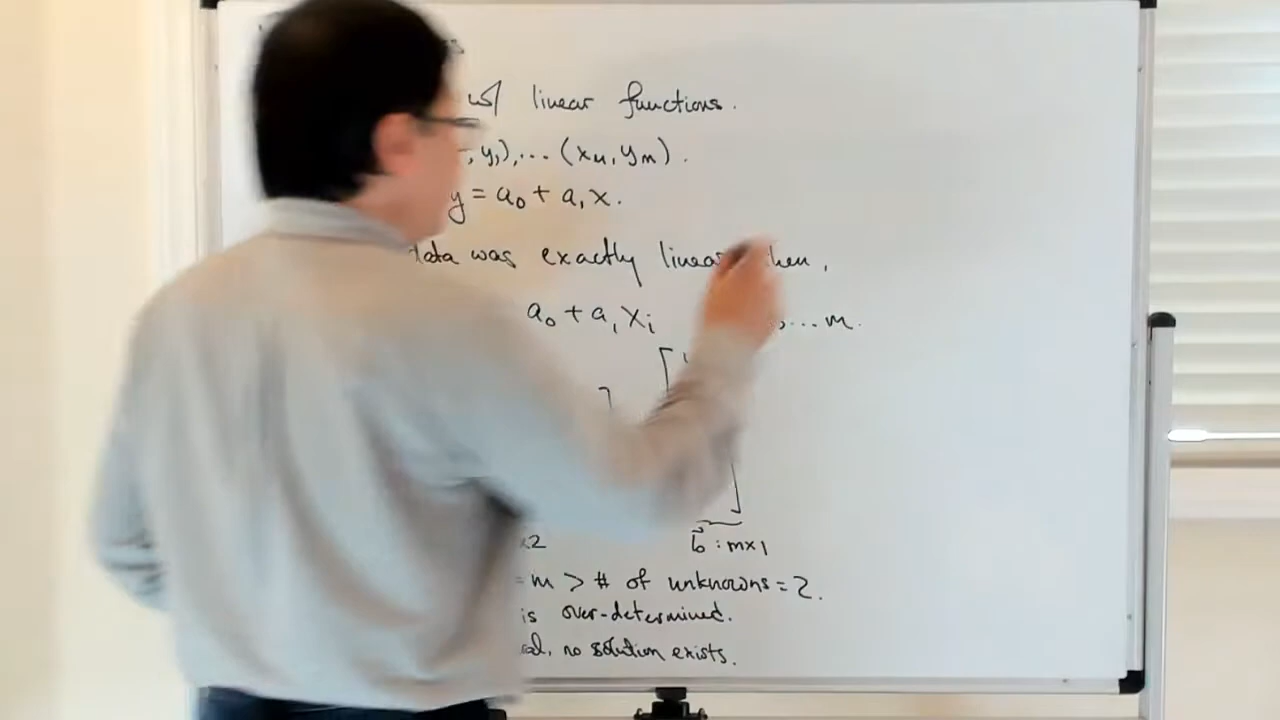 w/ linear functions.
, y₁), ... (xₘ, yₘ).
y = a₀ + a₁x.
data was exactly linear then,
a₀ + a₁xᵢ ... m.
x2 b⃗ : mx1
= m > # of unknowns = 2.
is over-determined.
no solution exists.